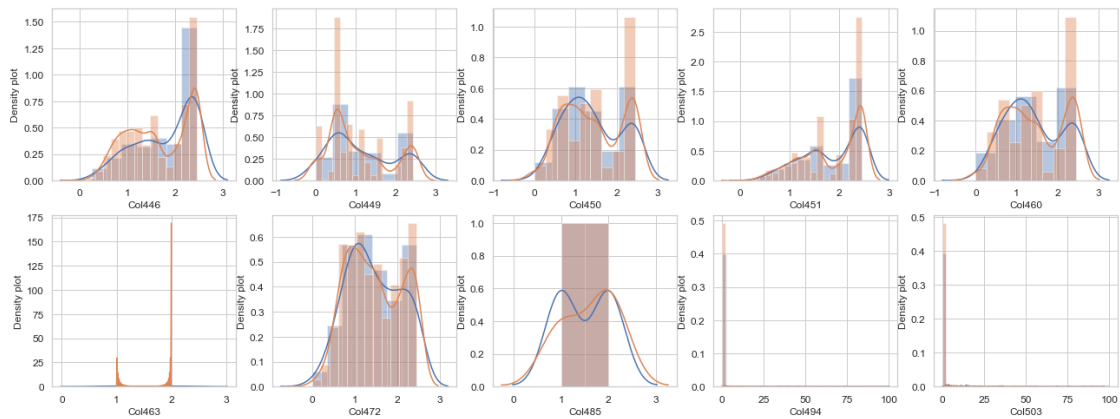 1.50 1.25 1.00 0.75 0.50 0.25 0.00
Density plot
0 1 2 3
Col446
1.75 1.50 1.25 1.00 0.75 0.50 0.25 0.00
Density plot
−1 0 1 2 3
Col449
1.0 0.8 0.6 0.4 0.2 0.0
Density plot
−1 0 1 2 3
Col450
2.5 2.0 1.5 1.0 0.5 0.0
Density plot
0 1 2 3
Col451
1.0 0.8 0.6 0.4 0.2 0.0
Density plot
−1 0 1 2 3
Col460
175 150 125 100 75 50 25 0
Density plot
0 1 2 3
Col463
0.6 0.5 0.4 0.3 0.2 0.1 0.0
Density plot
0 1 2 3
Col472
1.0 0.8 0.6 0.4 0.2 0.0
Density plot
0 1 2 3
Col485
0.5 0.4 0.3 0.2 0.1 0.0
Density plot
0 25 50 75 100
Col494
0.5 0.4 0.3 0.2 0.1 0.0
Density plot
0 25 50 75 100
Col503